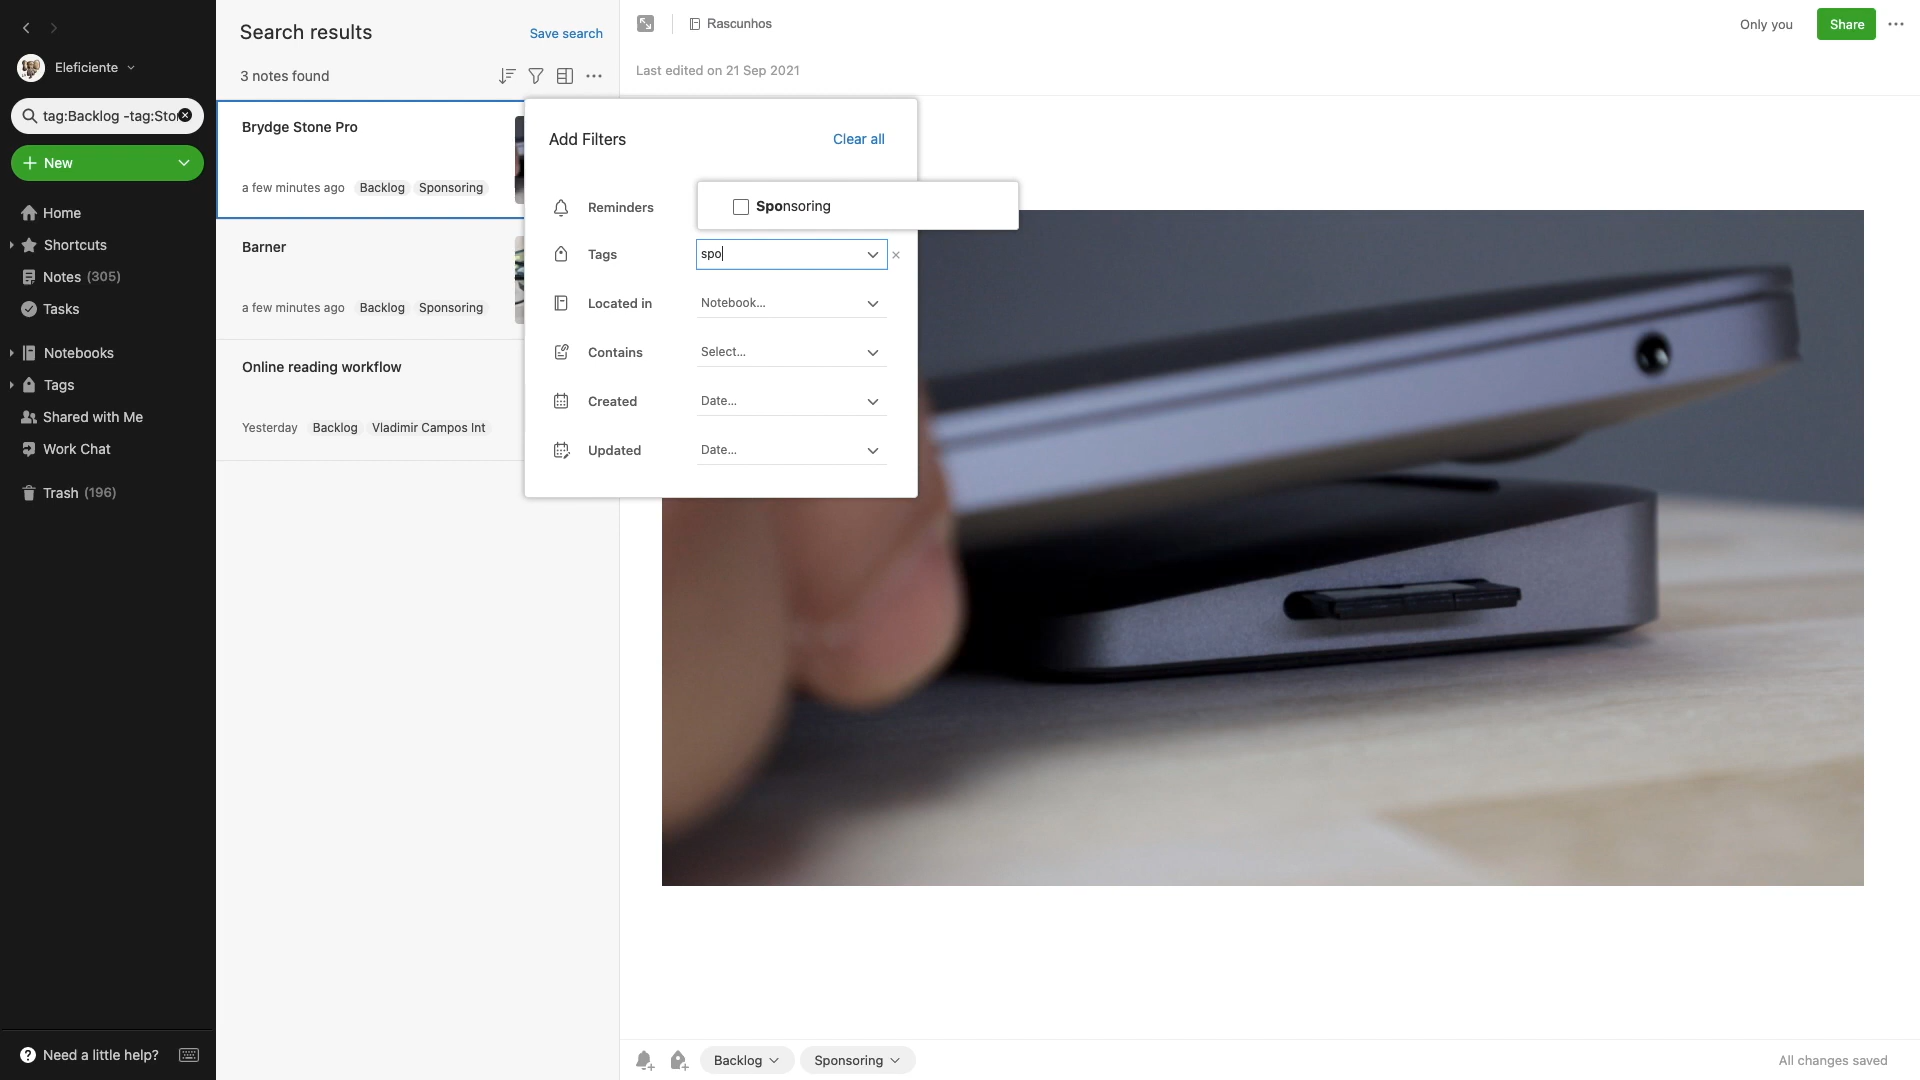 Eleficiente
tag:Backlog -tag:Sto
New
Home
Shortcuts
Notes (305)
Tasks
Notebooks
Tags
Shared with Me
Work Chat
Trash (196)
Need a little help?
Search results
Save search
3 notes found
Brydge Stone Pro
a few minutes ago Backlog Sponsoring
Barner
a few minutes ago Backlog Sponsoring
Online reading workflow
Yesterday Backlog Vladimir Campos Int
Add Filters
Clear all
Reminders
Sponsoring
Tags
spo
Located in
Notebook...
Contains
Select...
Created
Date...
Updated
Date...
Rascunhos
Only you
Share
Last edited on 21 Sep 2021
Backlog
Sponsoring
All changes saved